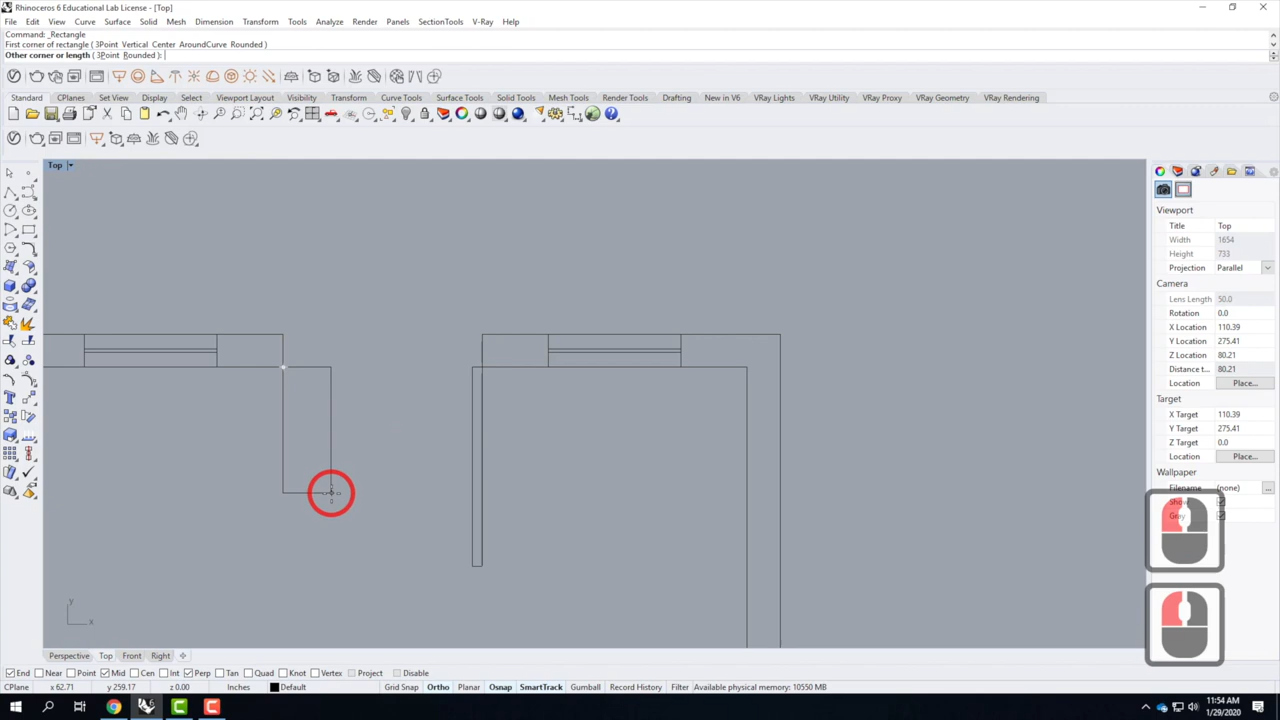 Rhinoceros 6 Educational Lab License - [Top]
File Edit View Curve Surface Solid Mesh Dimension Transform Tools Analyze Render Panels SectionTools V-Ray Help
Command: _Rectangle
First corner of rectangle ( 3Point Vertical Center AroundCurve Rounded )
Other corner or length ( 3Point Rounded ):
Standard CPlanes Set View Display Select Viewport Layout Visibility Transform Curve Tools Surface Tools Solid Tools Mesh Tools Render Tools Drafting New in V6 VRay Lights VRay Utility VRay Proxy VRay Geometry VRay Rendering
Top
Viewport
Title Top
Width 1654
Height 733
Projection Parallel
Camera
Lens Length 50.0
Rotation 0.0
X Location 110.39
Y Location 275.41
Z Location 80.21
Distance t... 80.21
Location Place...
Target
X Target 110.39
Y Target 275.41
Z Target 0.0
Location Place...
Wallpaper
Filename (none) ...
y
x
Perspective Top Front Right
End Near Point Mid Cen Int Perp Tan Quad Knot Vertex Project Disable
CPlane x 62.71 y 259.17 z 0.00 Inches Default Grid Snap Ortho Planar Osnap SmartTrack Gumball Record History Filter Available physical memory: 10550 MB
11:54 AM
1/29/2020